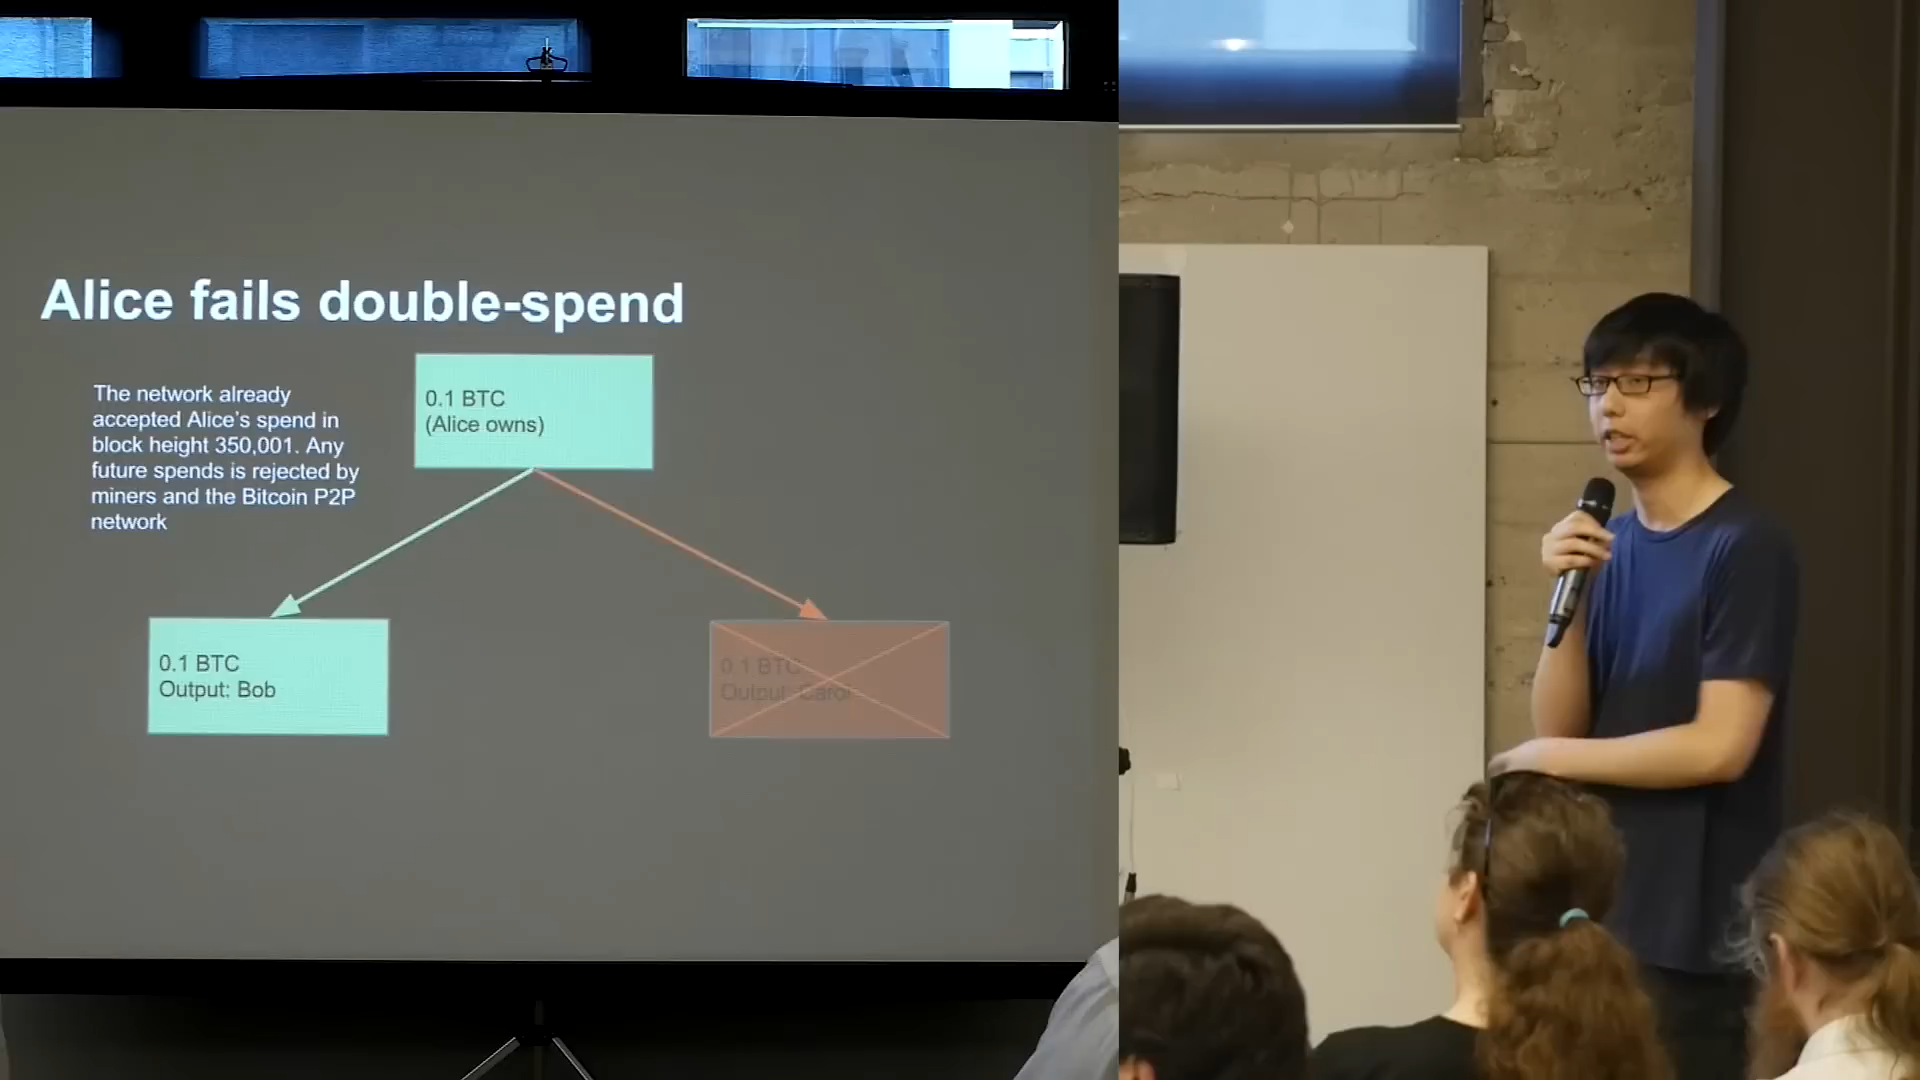 Alice fails double-spend
The network already
accepted Alice's spend in
block height 350,001. Any
future spends is rejected by
miners and the Bitcoin P2P
network
0.1 BTC
(Alice owns)
0.1 BTC
Output: Bob
0.1 BTC
Output: Carol